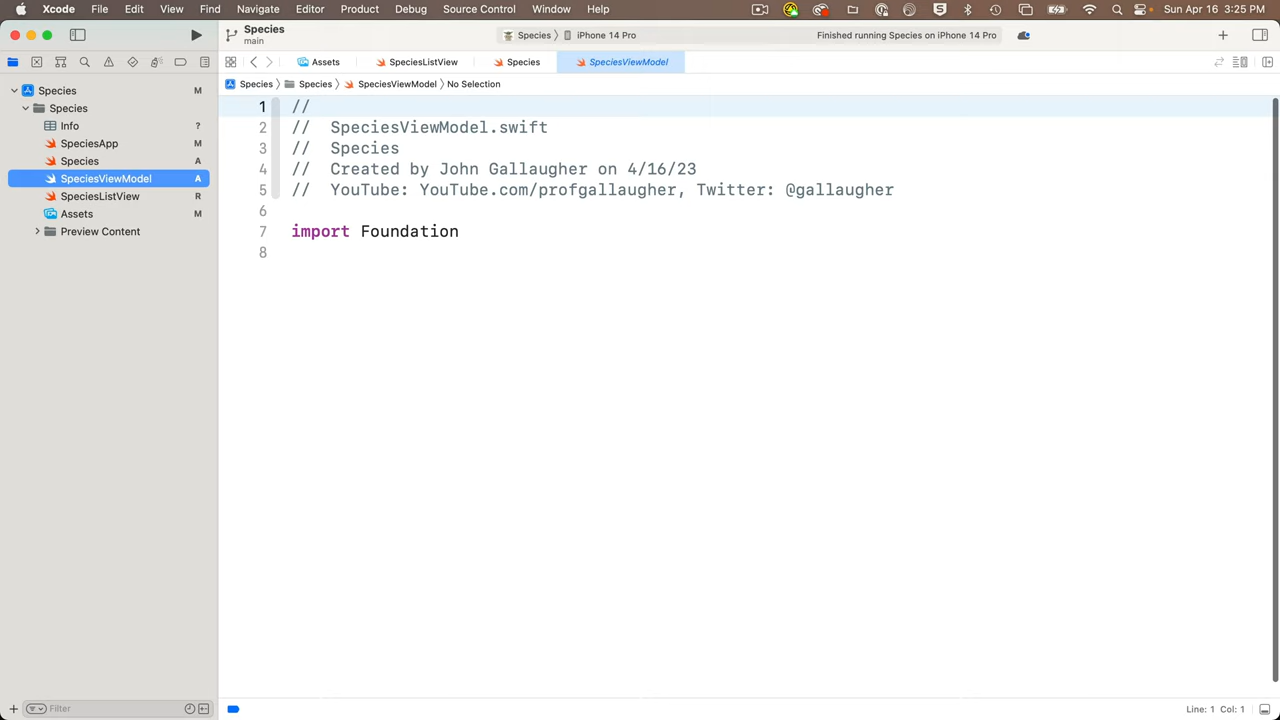 Xcode File Edit View Find Navigate Editor Product Debug Source Control Window Help Sun Apr 16 3:25 PM
Species
main
Species 〉 iPhone 14 Pro
Finished running Species on iPhone 14 Pro
Assets SpeciesListView Species SpeciesViewModel
Species 〉 Species 〉 SpeciesViewModel 〉 No Selection
Species M
Species
Info ?
SpeciesApp M
Species A
SpeciesViewModel A
SpeciesListView R
Assets M
Preview Content
1 //
2 // SpeciesViewModel.swift
3 // Species
4 // Created by John Gallaugher on 4/16/23
5 // YouTube: YouTube.com/profgallaugher, Twitter: @gallaugher
6
7 import Foundation
8
Filter
Line: 1 Col: 1